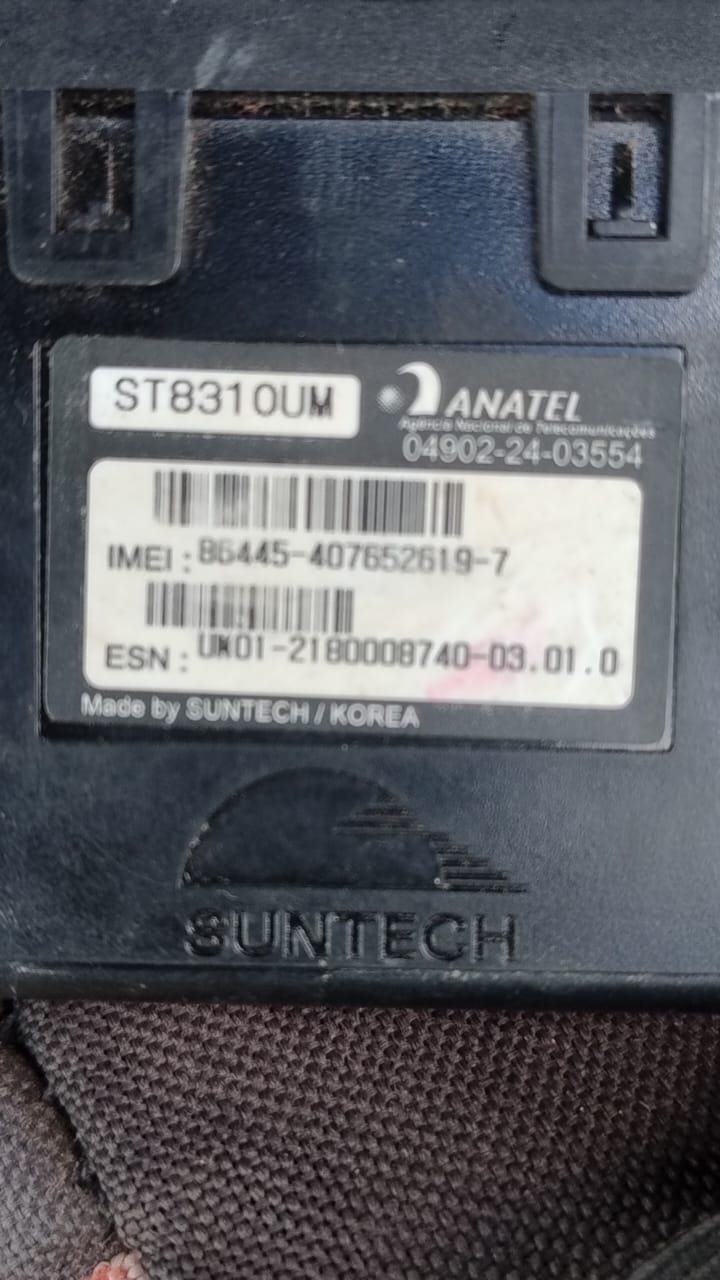 ST8310UM
ANATEL
Agência Nacional de Telecomunicações
04902-24-03554
IMEI : 86445-407652619-7
ESN : UM01-2180008740-03.01.0
Made by SUNTECH / KOREA
SUNTECH